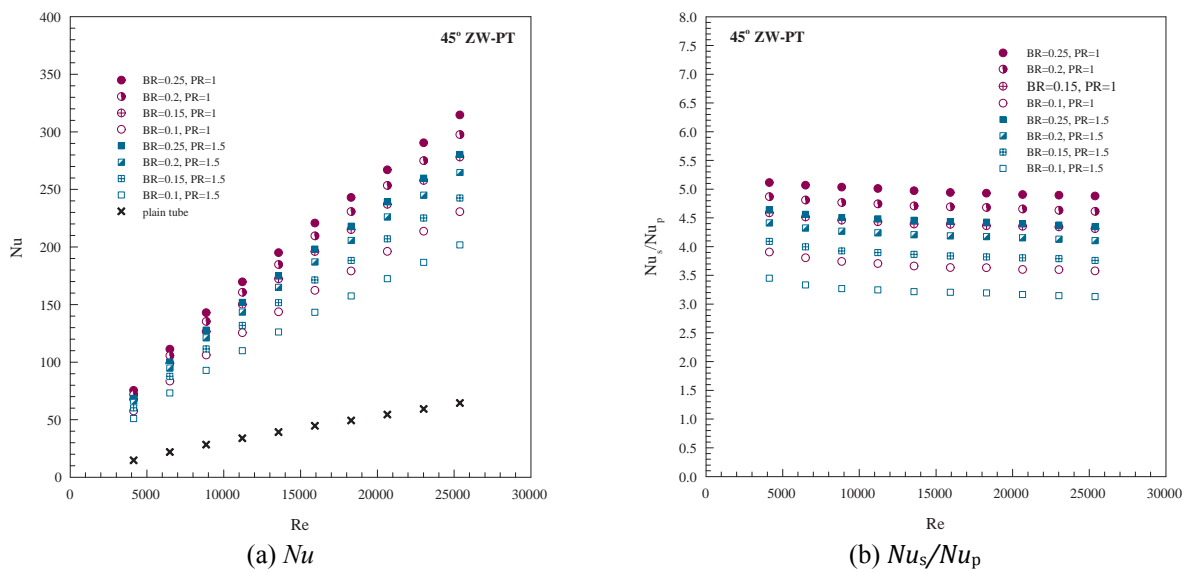 400
45° ZW-PT
350
BR=0.25, PR=1
BR=0.2, PR=1
300
BR=0.15, PR=1
BR=0.1, PR=1
BR=0.25, PR=1.5
250
BR=0.2, PR=1.5
BR=0.15, PR=1.5
BR=0.1, PR=1.5
plain tube
Nu
200
150
100
50
0
0 5000 10000 15000 20000 25000 30000
Re
(a) Nu
8.0
45° ZW-PT
7.5
BR=0.25, PR=1
7.0
BR=0.2, PR=1
BR=0.15, PR=1
6.5
BR=0.1, PR=1
BR=0.25, PR=1.5
6.0
BR=0.2, PR=1.5
BR=0.15, PR=1.5
5.5
BR=0.1, PR=1.5
5.0
4.5
4.0
Nus/Nup
3.5
3.0
2.5
2.0
1.5
1.0
0.5
0.0
0 5000 10000 15000 20000 25000 30000
Re
(b) Nus/Nup